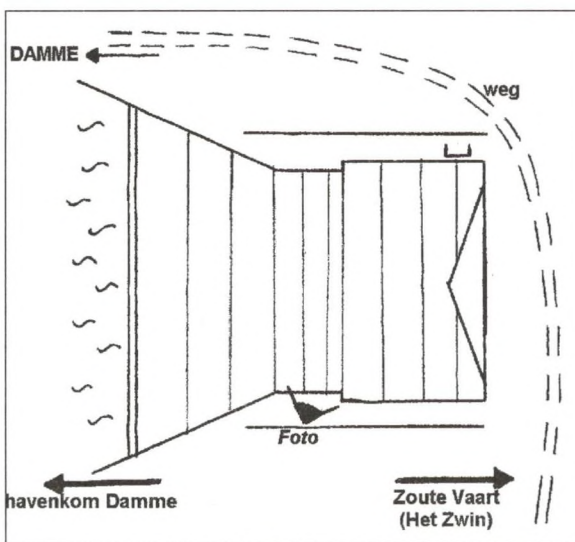 DAMME
weg
Foto
havenkom Damme
Zoute Vaart
(Het Zwin)